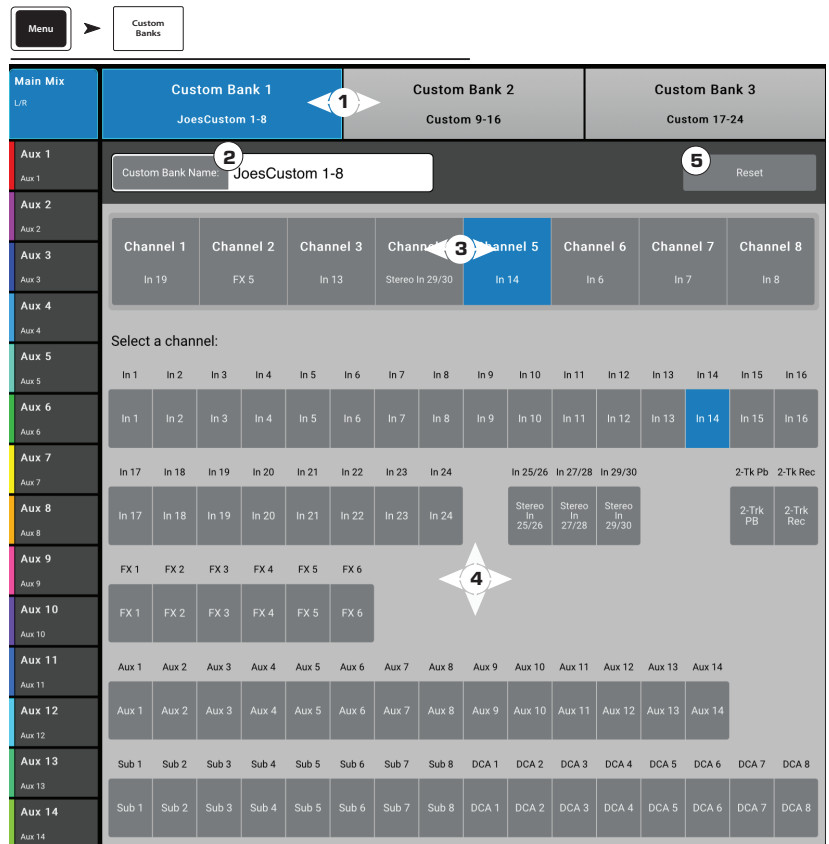 Menu
Custom
Banks
Main Mix
L/R
Custom Bank 1
JoesCustom 1-8
1
Custom Bank 2
Custom 9-16
Custom Bank 3
Custom 17-24
Aux 1
Aux 1
Aux 2
Aux 2
Aux 3
Aux 3
Aux 4
Aux 4
Aux 5
Aux 5
Aux 6
Aux 6
Aux 7
Aux 7
Aux 8
Aux 8
Aux 9
Aux 9
Aux 10
Aux 10
Aux 11
Aux 11
Aux 12
Aux 12
Aux 13
Aux 13
Aux 14
Aux 14
2
Custom Bank Name: JoesCustom 1-8
5
Reset
Channel 1 Channel 2 Channel 3 Chan 3 annel 5 Channel 6 Channel 7 Channel 8
In 19 FX 5 In 13 Stereo In 29/30 In 14 In 6 In 7 In 8
Select a channel:
In 1 In 2 In 3 In 4 In 5 In 6 In 7 In 8 In 9 In 10 In 11 In 12 In 13 In 14 In 15 In 16
In 1 In 2 In 3 In 4 In 5 In 6 In 7 In 8 In 9 In 10 In 11 In 12 In 13 In 14 In 15 In 16
In 17 In 18 In 19 In 20 In 21 In 22 In 23 In 24 In 25/26 In 27/28 In 29/30 2-Tk Pb 2-Tk Rec
In 17 In 18 In 19 In 20 In 21 In 22 In 23 In 24
Stereo
In
25/26
Stereo
In
27/28
Stereo
In
29/30
2-Trk
PB
2-Trk
Rec
FX 1 FX 2 FX 3 FX 4 FX 5 FX 6
4
FX 1 FX 2 FX 3 FX 4 FX 5 FX 6
Aux 1 Aux 2 Aux 3 Aux 4 Aux 5 Aux 6 Aux 7 Aux 8 Aux 9 Aux 10 Aux 11 Aux 12 Aux 13 Aux 14
Aux 1 Aux 2 Aux 3 Aux 4 Aux 5 Aux 6 Aux 7 Aux 8 Aux 9 Aux 10 Aux 11 Aux 12 Aux 13 Aux 14
Sub 1 Sub 2 Sub 3 Sub 4 Sub 5 Sub 6 Sub 7 Sub 8 DCA 1 DCA 2 DCA 3 DCA 4 DCA 5 DCA 6 DCA 7 DCA 8
Sub 1 Sub 2 Sub 3 Sub 4 Sub 5 Sub 6 Sub 7 Sub 8 DCA 1 DCA 2 DCA 3 DCA 4 DCA 5 DCA 6 DCA 7 DCA 8